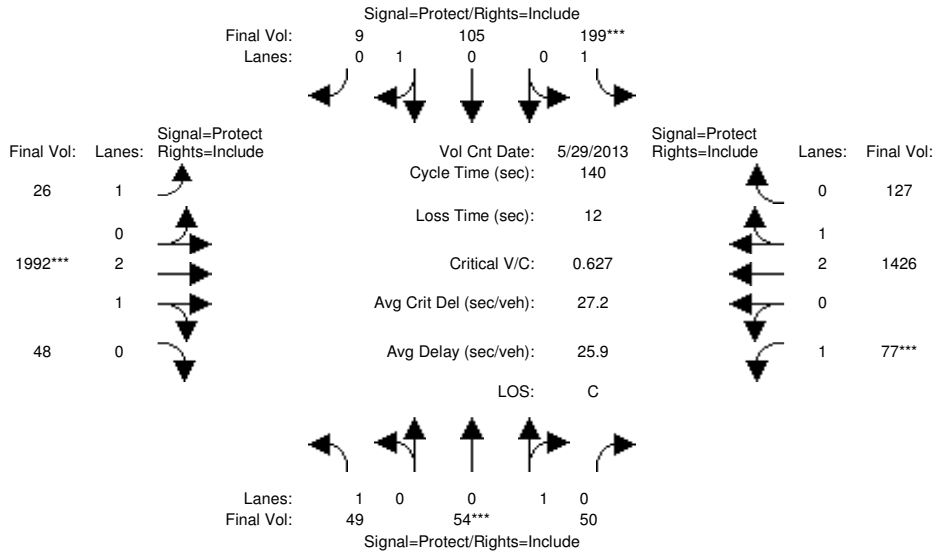 Signal=Protect/Rights=Include
Final Vol: 9 105 199***
Lanes: 0 1 0 0 1
Signal=Protect Signal=Protect
Final Vol: Lanes: Rights=Include Vol Cnt Date: 5/29/2013 Rights=Include Lanes: Final Vol:
Cycle Time (sec): 140
26 1 0 127
Loss Time (sec): 12
0 1
1992*** 2 Critical V/C: 0.627 2 1426
1 Avg Crit Del (sec/veh): 27.2 0
48 0 Avg Delay (sec/veh): 25.9 1 77***
LOS: C
Lanes: 1 0 0 1 0
Final Vol: 49 54*** 50
Signal=Protect/Rights=Include